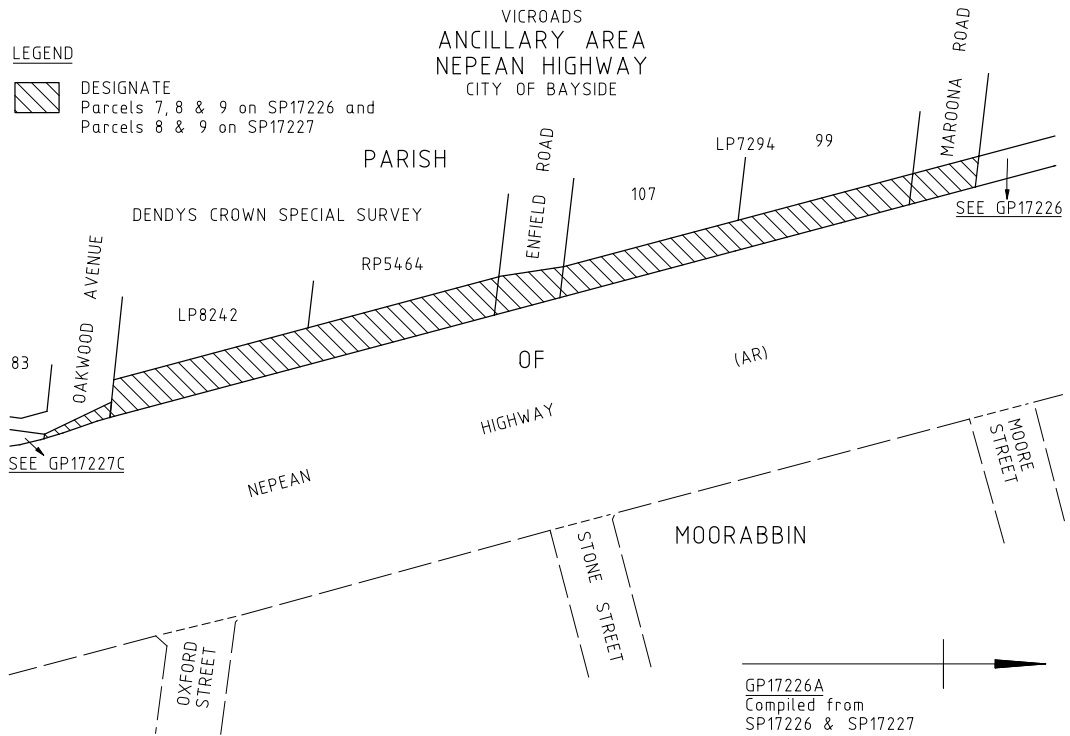 VICROADS
ANCILLARY AREA
NEPEAN HIGHWAY
CITY OF BAYSIDE
LEGEND
DESIGNATE
Parcels 7, 8 & 9 on SP17226 and
Parcels 8 & 9 on SP17227
MAROONA ROAD
LP7294
99
PARISH
ENFIELD ROAD
107
SEE GP17226
DENDYS CROWN SPECIAL SURVEY
RP5464
OAKWOOD AVENUE
LP8242
83
OF
(AR)
HIGHWAY
NEPEAN
SEE GP17227C
MOORE
STREET
MOORABBIN
STONE STREET
OXFORD
STREET
GP17226A
Compiled from
SP17226 & SP17227